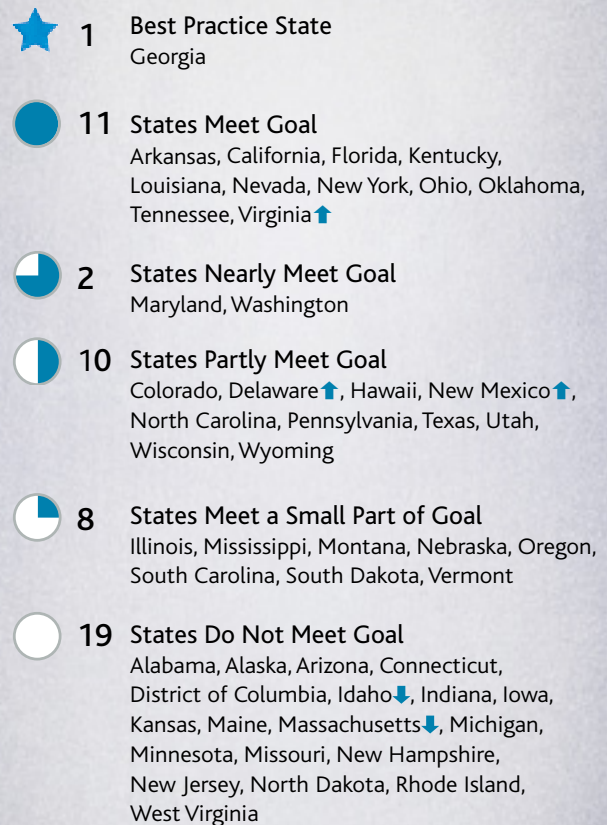 1 Best Practice State
Georgia
11 States Meet Goal
Arkansas, California, Florida, Kentucky,
Louisiana, Nevada, New York, Ohio, Oklahoma,
Tennessee, Virginia⬆
2 States Nearly Meet Goal
Maryland, Washington
10 States Partly Meet Goal
Colorado, Delaware⬆, Hawaii, New Mexico⬆,
North Carolina, Pennsylvania, Texas, Utah,
Wisconsin, Wyoming
8 States Meet a Small Part of Goal
Illinois, Mississippi, Montana, Nebraska, Oregon,
South Carolina, South Dakota, Vermont
19 States Do Not Meet Goal
Alabama, Alaska, Arizona, Connecticut,
District of Columbia, Idaho⬇, Indiana, Iowa,
Kansas, Maine, Massachusetts⬇, Michigan,
Minnesota, Missouri, New Hampshire,
New Jersey, North Dakota, Rhode Island,
West Virginia